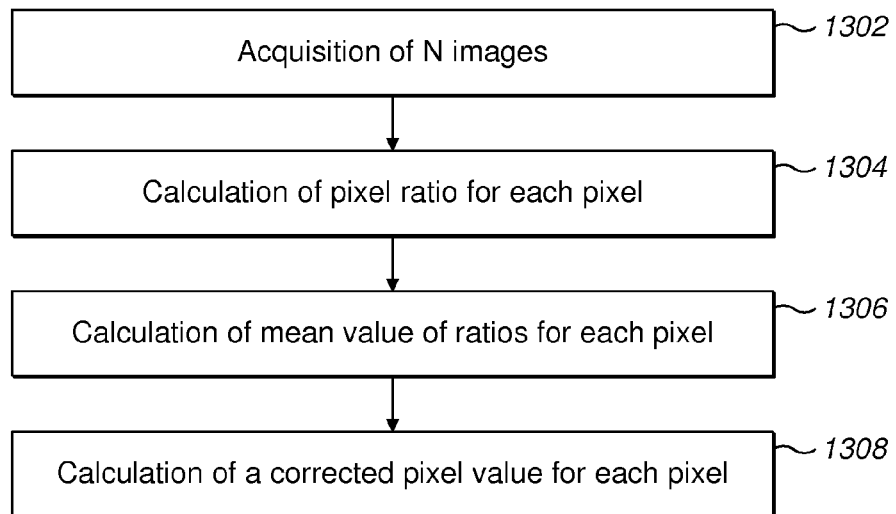 Acquisition of N images
1302
Calculation of pixel ratio for each pixel
1304
Calculation of mean value of ratios for each pixel
1306
Calculation of a corrected pixel value for each pixel
1308